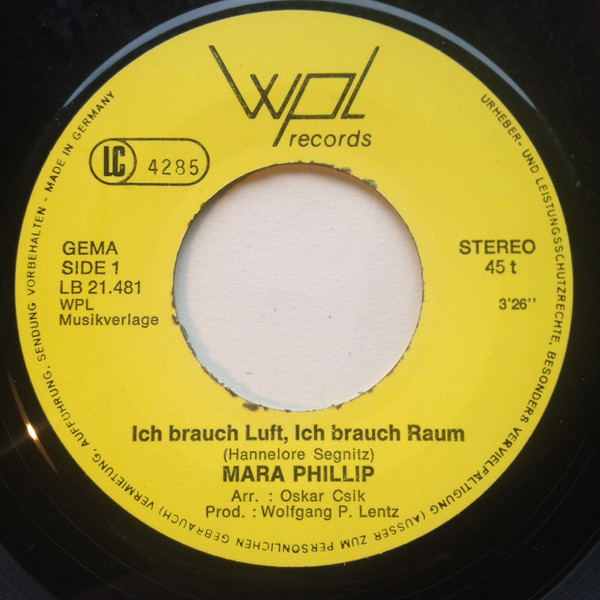 wpl
records
LC 4285
GEMA
SIDE 1
LB 21.481
WPL
Musikverlage
STEREO
45 t
3'26''
Ich brauch Luft, Ich brauch Raum
(Hannelore Segnitz)
MARA PHILLIP
Arr. : Oskar Csik
Prod. : Wolfgang P. Lentz
URHEBER- UND LEISTUNGSSCHUTZRECHTE, BESONDERS VERVIELFÄLTIGUNG (AUSSER ZUM PERSÖNLICHEN GEBRAUCH) VERMIETUNG, AUFFÜHRUNG, SENDUNG VORBEHALTEN - MADE IN GERMANY